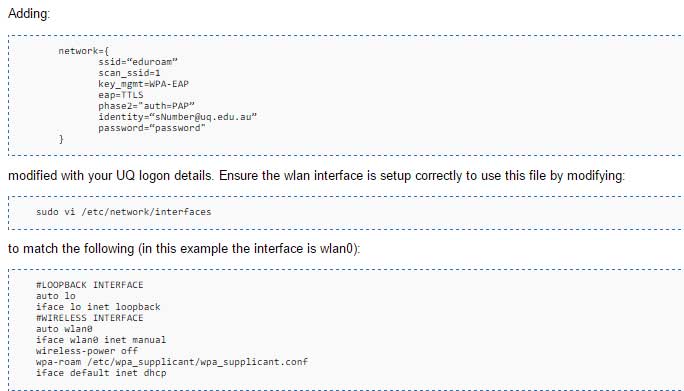 Adding:
network={
ssid=“eduroam”
scan_ssid=1
key_mgmt=WPA-EAP
eap=TTLS
phase2="auth=PAP”
identity=“sNumber@uq.edu.au”
password=“password"
}
modified with your UQ logon details. Ensure the wlan interface is setup correctly to use this file by modifying:
sudo vi /etc/network/interfaces
to match the following (in this example the interface is wlan0):
#LOOPBACK INTERFACE
auto lo
iface lo inet loopback
#WIRELESS INTERFACE
auto wlan0
iface wlan0 inet manual
wireless-power off
wpa-roam /etc/wpa_supplicant/wpa_supplicant.conf
iface default inet dhcp